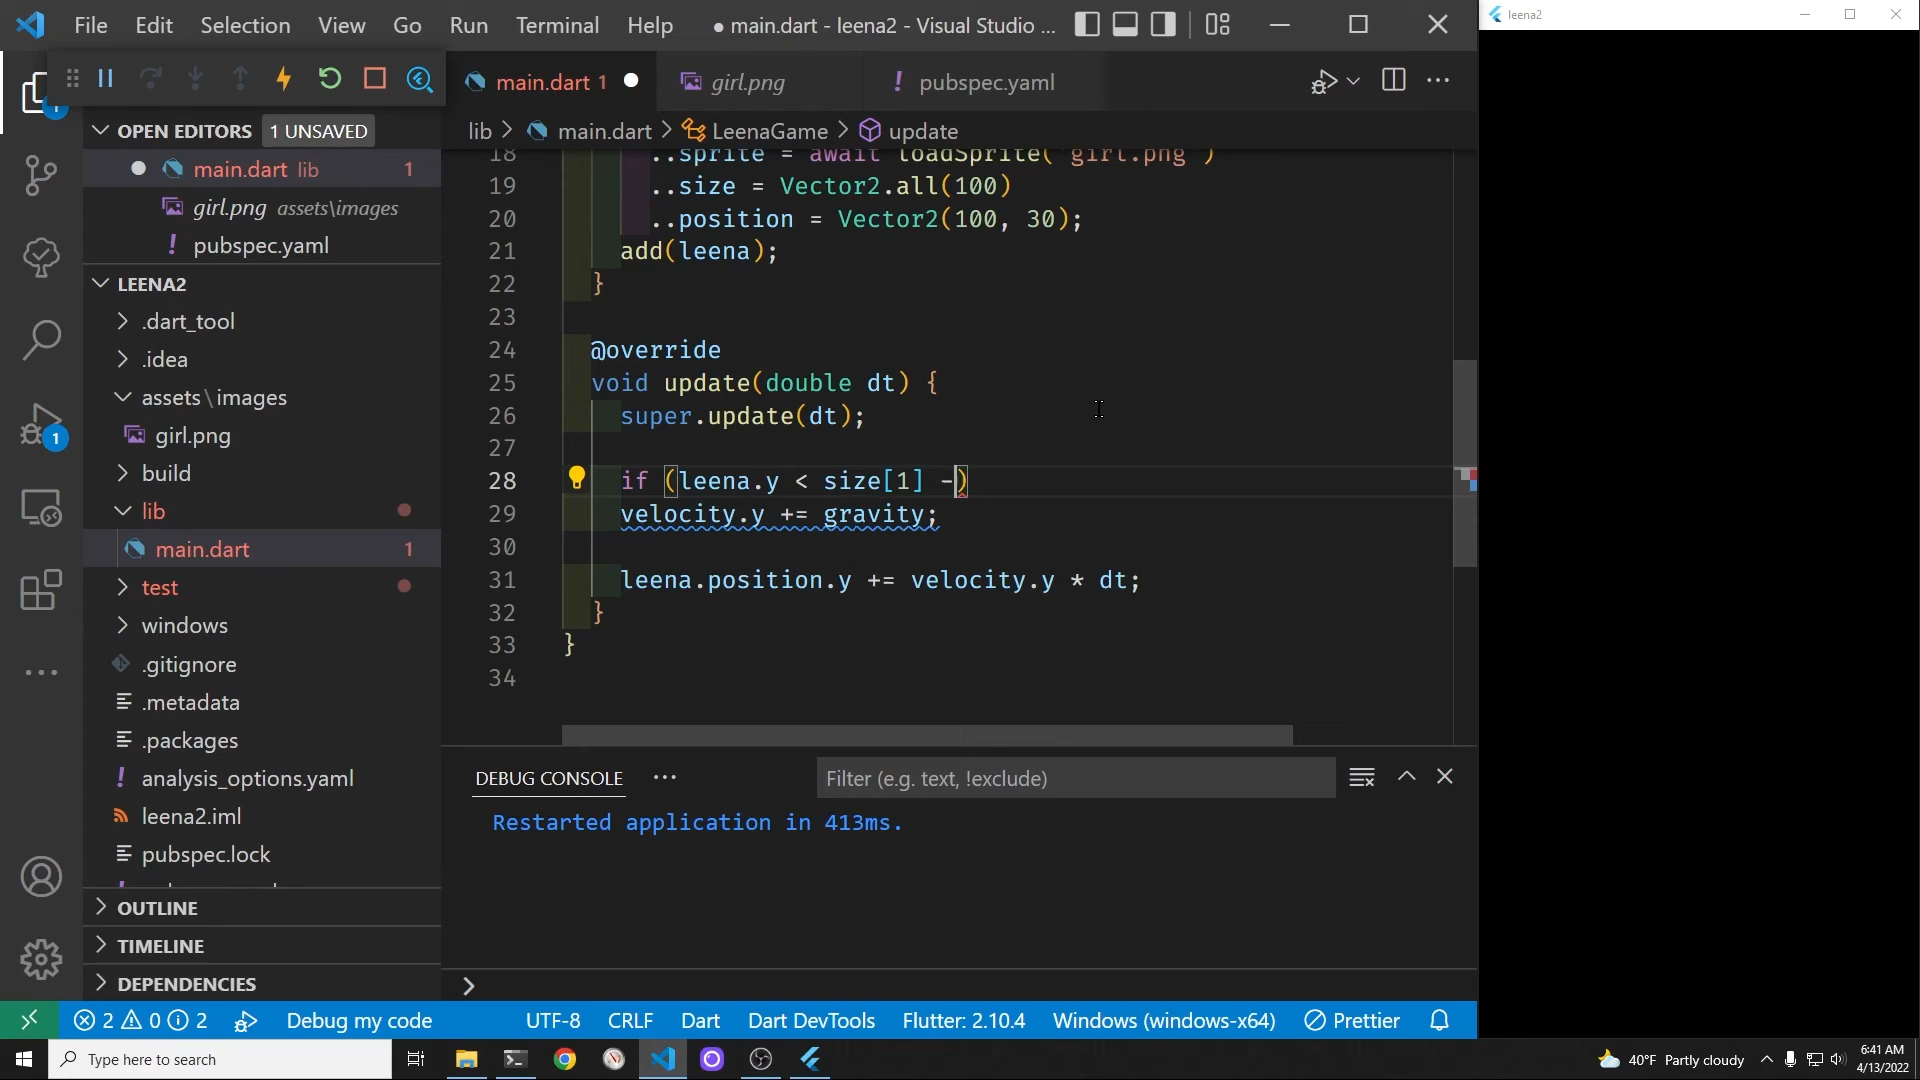 File Edit Selection View Go Run Terminal Help ● main.dart - leena2 - Visual Studio ...
leena2
main.dart 1
girl.png
! pubspec.yaml
OPEN EDITORS 1 UNSAVED
lib > main.dart > LeenaGame > update
main.dart lib 1
girl.png assets\images
! pubspec.yaml
LEENA2
.dart_tool
.idea
assets\images
girl.png
build
lib
main.dart 1
test
windows
.gitignore
.metadata
.packages
! analysis_options.yaml
leena2.iml
pubspec.lock
OUTLINE
TIMELINE
DEPENDENCIES
1
1
18 ..sprite = await loadSprite('girl.png')
19 ..size = Vector2.all(100)
20 ..position = Vector2(100, 30);
21 add(leena);
22 }
23
24 @override
25 void update(double dt) {
26 super.update(dt);
27
28 if (leena.y < size[1] -)
29 velocity.y += gravity;
30
31 leena.position.y += velocity.y * dt;
32 }
33 }
34
DEBUG CONSOLE ... Filter (e.g. text, !exclude)
Restarted application in 413ms.
>
2 0 2 Debug my code UTF-8 CRLF Dart Dart DevTools Flutter: 2.10.4 Windows (windows-x64) Prettier
Type here to search
40°F Partly cloudy
6:41 AM
4/13/2022